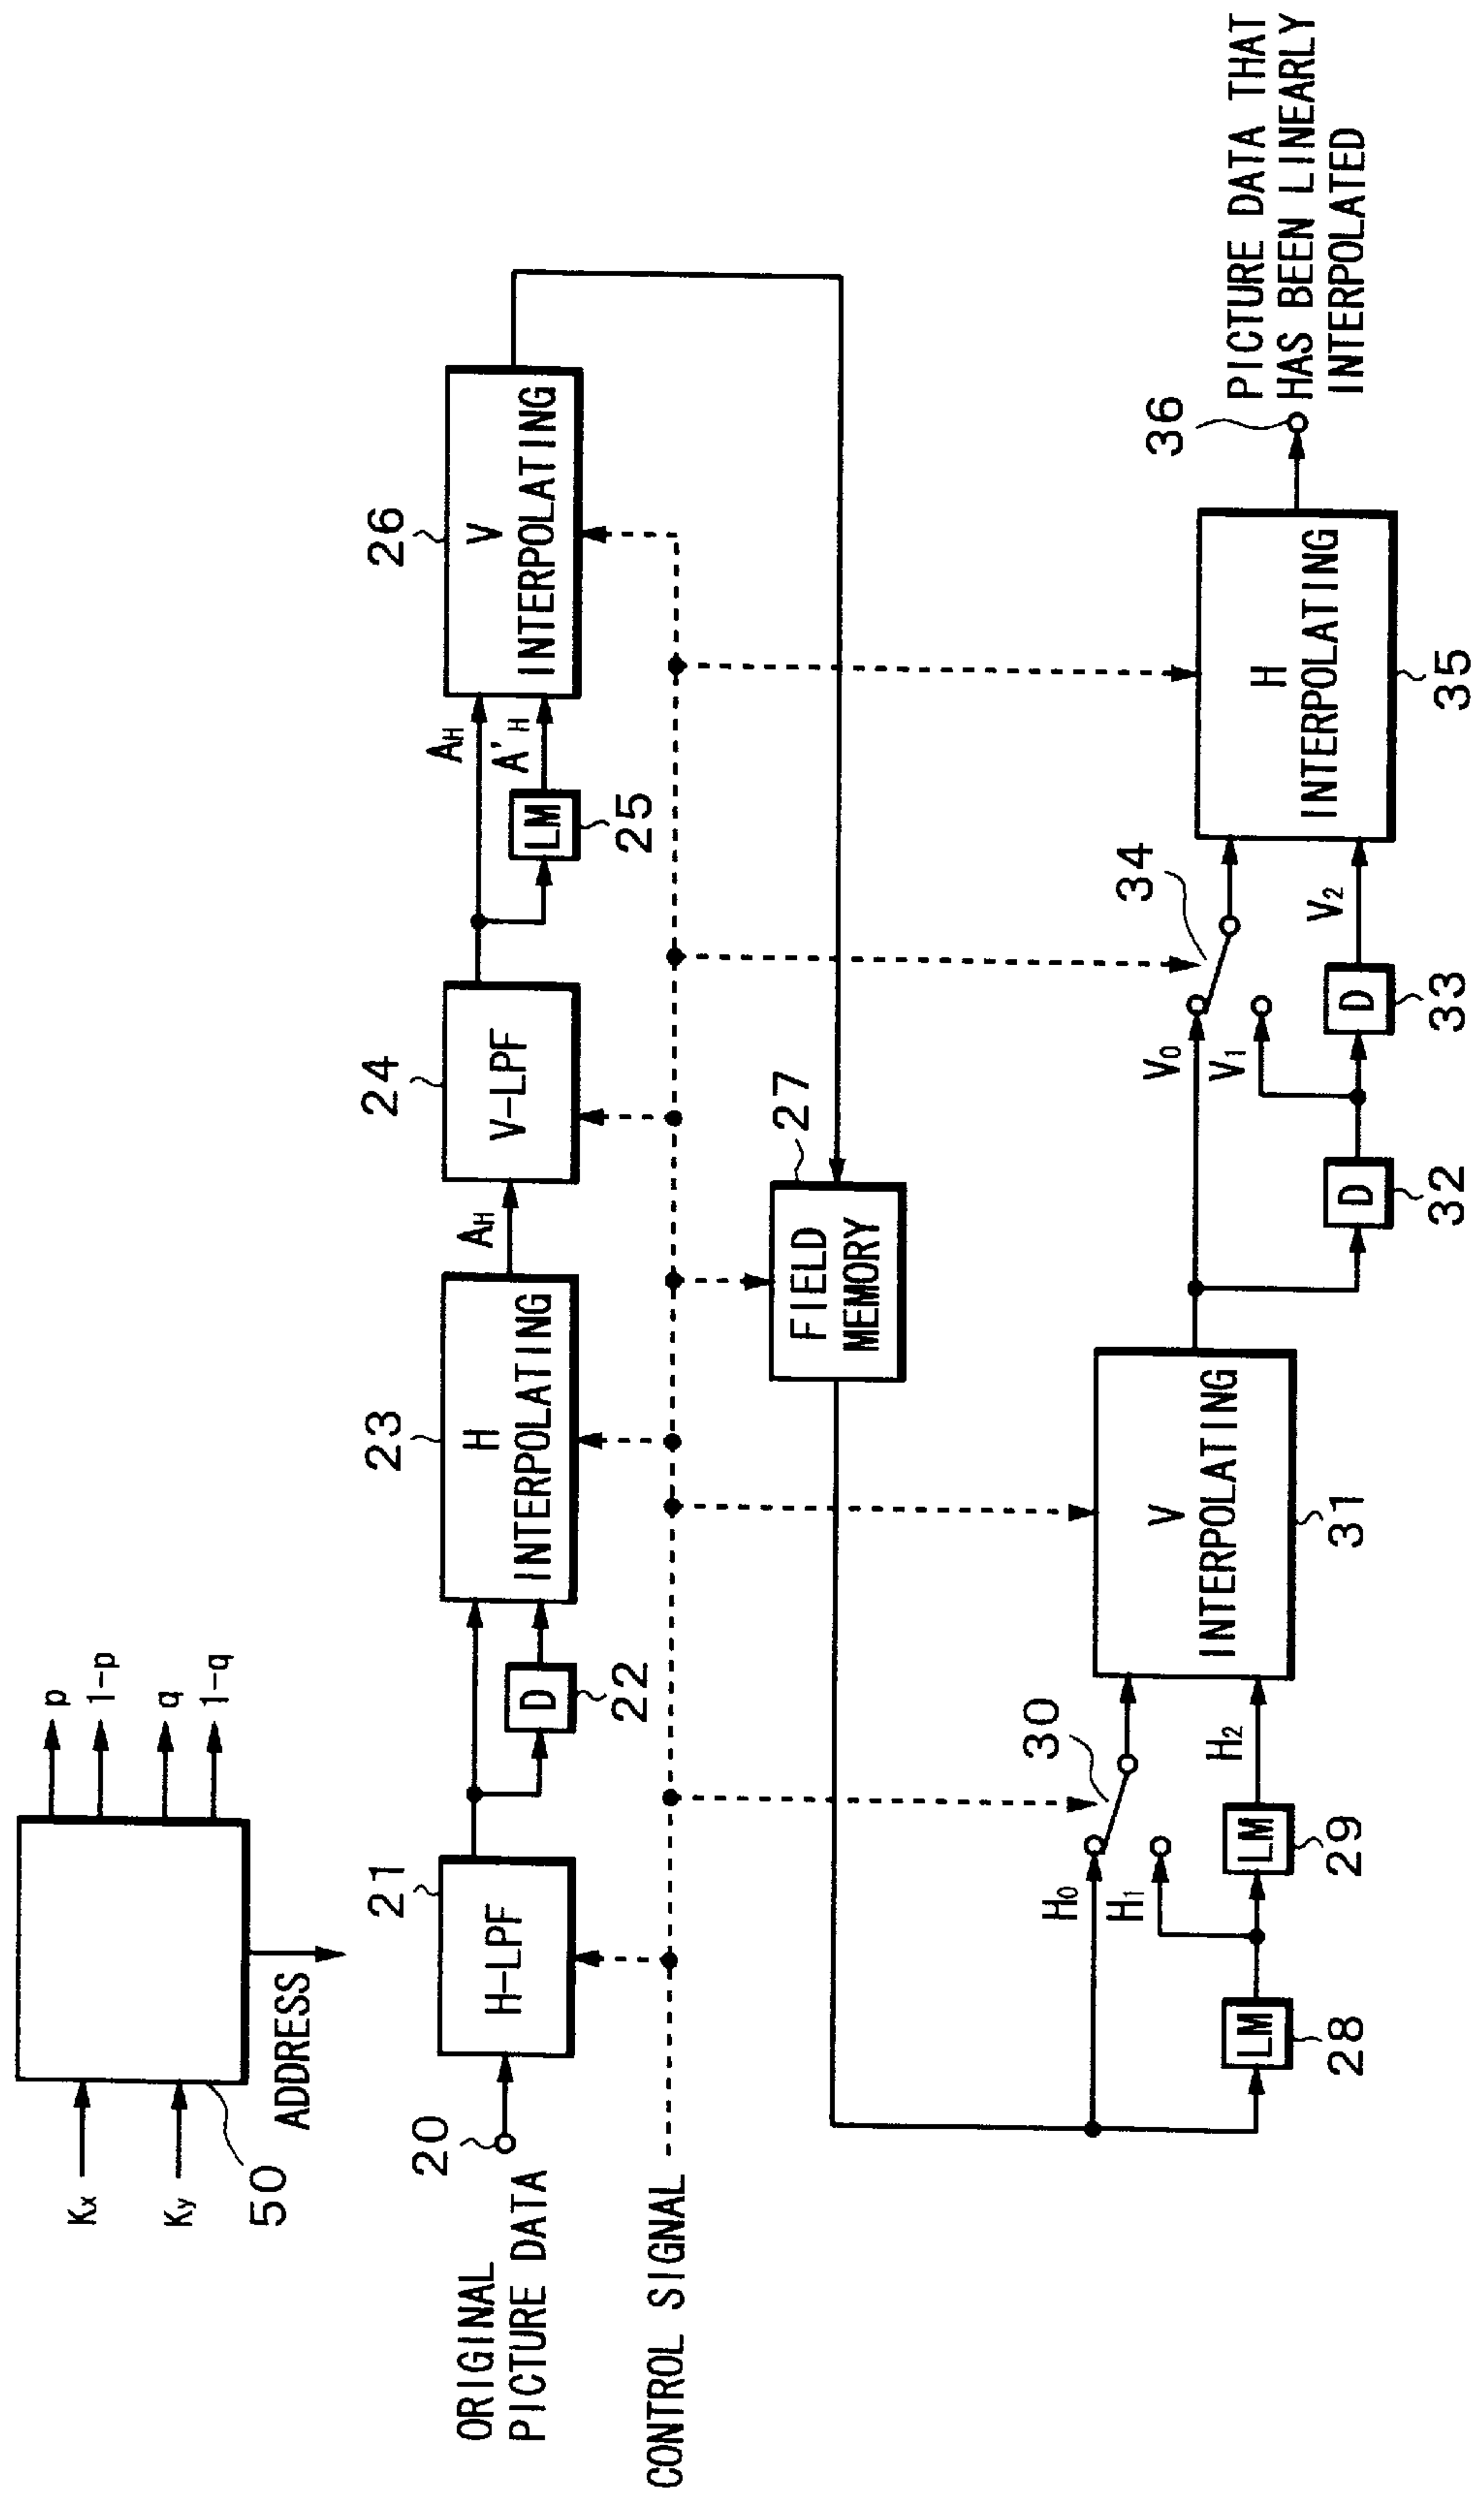 Kx
Ky
50
ADDRESS
p
1-p
q
1-q
ORIGINAL
PICTURE DATA
20
21
H-LPF
D
22
23
H
INTERPOLATING
AH
24
V-LPF
LM
25
AH
A'H
26
V
INTERPOLATING
CONTROL SIGNAL
27
FIELD
MEMORY
LM
28
LM
29
H0
H1
H2
30
V
INTERPOLATING
31
D
32
D
33
V0
V1
V2
34
H
INTERPOLATING
35
36
PICTURE DATA THAT
HAS BEEN LINEARLY
INTERPOLATED